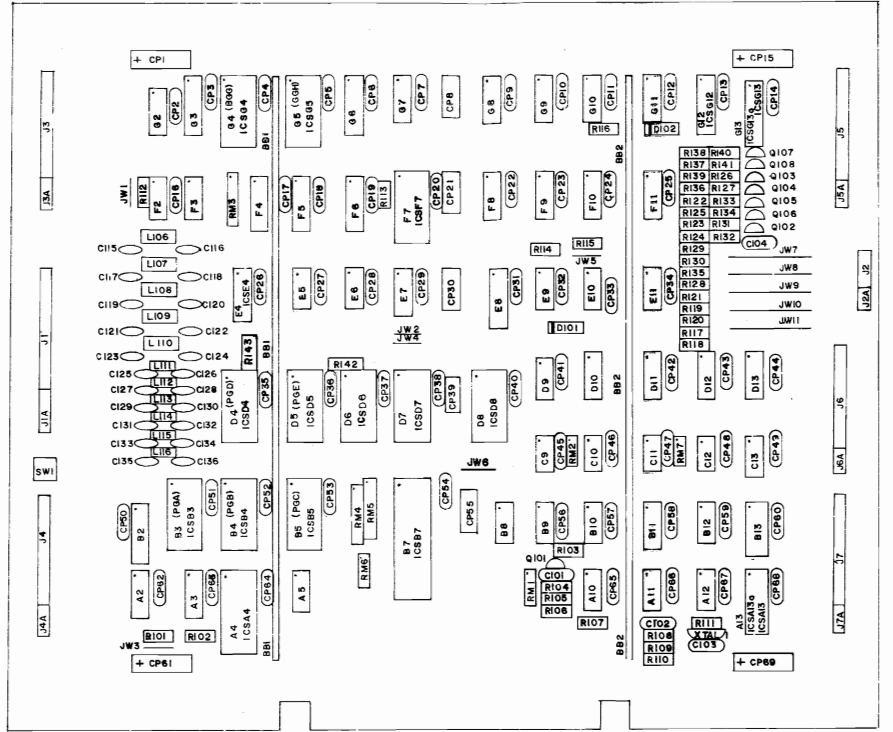 + CP1
+ CP15
J3
G2
CP2
G3
CP3
G4 (BGG)
ICSG4
CP4
BB1
G5 (GGH)
ICSG5
CP5
G6
CP6
G7
CP7
CP8
G8
CP9
G9
CP10
G10
CP11
R116
BB2
G11
CP12
D102
G12
ICSG12
CP13
G13
ICSG13a
ICSG13
CP14
J5
J3A
JW1
R112
F2
CP16
F3
RM3
F4
CP17
F5
CP18
F6
CP19
R113
F7
ICSF7
CP20
CP21
F8
CP22
F9
CP23
F10
CP24
F11
CP25
R138 R140
R137 R141
R139 R126
R136 R127
R122 R133
R125 R134
R123 R131
R124 R132
R129
R130
R135
R128
R121
R119
R120
R117
R118
Q107
Q108
Q103
Q104
Q105
Q106
Q102
C104
J5A
JW7
JW8
JW9
JW10
JW11
J2
J2A
L106
C115
C116
L107
C117
C118
L108
C119
C120
L109
C121
C122
L110
C123
C124
L111
C125
C126
L112
C127
C128
L113
C129
C130
L114
C131
C132
L115
C133
C134
L116
C135
C136
J1
J1A
E4
ICSE4
CP26
R143
BB1
E5
CP27
E6
CP28
E7
CP29
CP30
E8
CP31
R114
R115
JW5
E9
CP32
E10
CP33
E11
CP34
JW2
JW4
D101
D4 (PGD)
ICSD4
CP35
D5 (PGE)
ICSD5
CP36
R142
D6
ICSD6
CP37
D7
ICSD7
CP38
CP39
D8
ICSD8
CP40
D9
CP41
D10
BB2
D11
CP42
D12
CP43
D13
CP44
J6
J6A
C9
CP45
RM2
C10
CP46
C11
CP47
RM7
C12
CP48
C13
CP49
SW1
JW6
J4
CP50
B2
B3 (PGA)
ICSB3
CP51
B4 (PGB)
ICSB4
CP52
B5 (PGC)
ICSB5
CP53
RM4
RM5
RM6
B7
ICSB7
CP54
CP55
B8
B9
CP56
B10
CP57
R103
B11
CP58
B12
CP59
B13
CP60
J7
J4A
A2
CP62
A3
A4
ICSA4
CP64
BB1
A5
Q101
RM1
C101
R104
R105
R106
A10
CP65
R107
BB2
A11
CP66
A12
CP67
A13
ICSA13a
ICSA13
CP68
J7A
JW3
R101
R102
C102
R108
R109
R110
R111
XTAL 1
C103
+ CP61
+ CP69